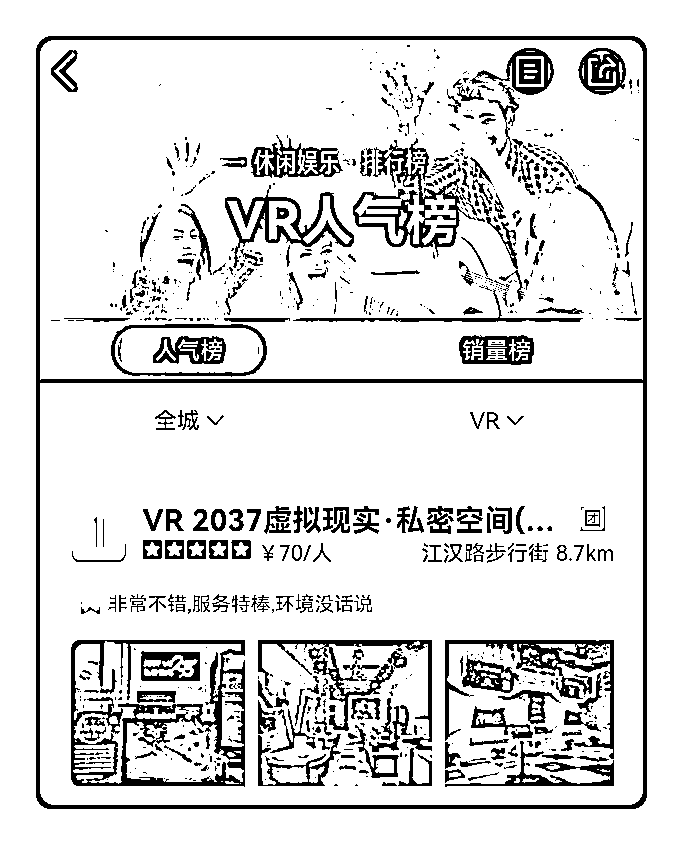 一 休闲娱乐·排行榜
VR人气榜
人气榜 销量榜
全城 VR
1 VR 2037虚拟现实·私密空间(... 团
￥70/人 江汉路步行街 8.7km
非常不错,服务特棒,环境没话说